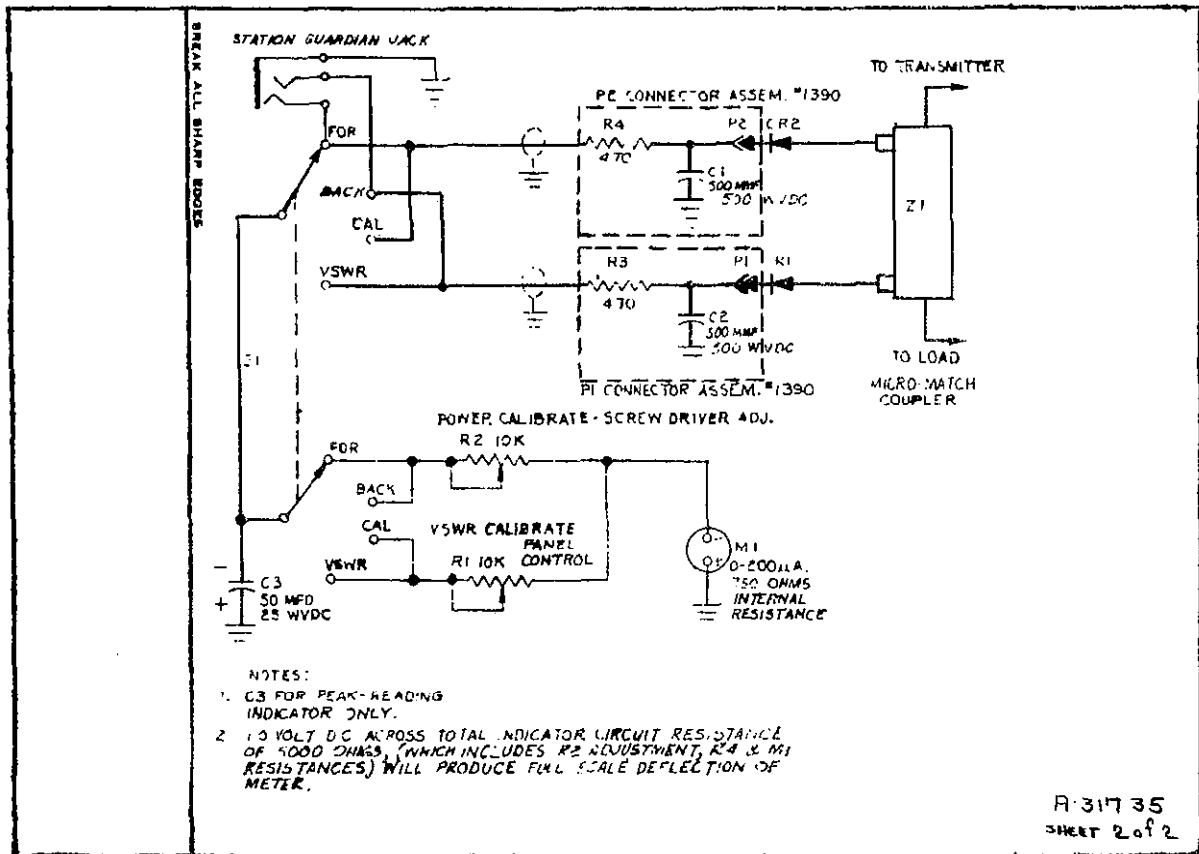 BREAK ALL SHARP EDGES
STATION GUARDIAN JACK
FOR
BACK
CAL
VSWR
S1
P2 CONNECTOR ASSEM. #1390
R4
470
P2
CR2
C1
500 MMF
500 WVDC
R3
470
P1
C2
500 MMF
500 WVDC
P1 CONNECTOR ASSEM. #1390
TO TRANSMITTER
Z1
TO LOAD
MICRO-MATCH
COUPLER
POWER CALIBRATE - SCREW DRIVER ADJ.
FOR
R2 10K
BACK
CAL
VSWR CALIBRATE
PANEL
CONTROL
VSWR
R1 10K
-
C3
+
50 MFD
25 WVDC
-
M1
+
0-200µA.
750 OHMS
INTERNAL
RESISTANCE
NOTES:
1. C3 FOR PEAK-READING
INDICATOR ONLY.
2 1.0 VOLT DC ACROSS TOTAL INDICATOR CIRCUIT RESISTANCE
OF 5000 OHMS, (WHICH INCLUDES R2 ADJUSTMENT, R4 & M1
RESISTANCES) WILL PRODUCE FULL SCALE DEFLECTION OF
METER.
A-31735
SHEET 2 of 2